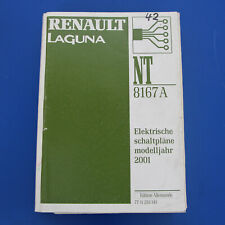 42
RENAULT
LAGUNA
NT
8167A
Elektrische
schaltpläne
modelljahr
2001
Edition Allemande